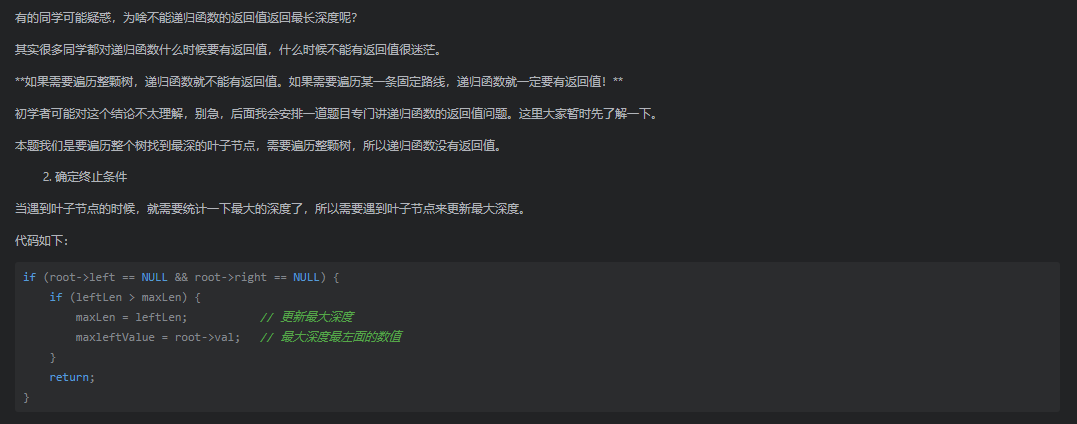 有的同学可能疑惑，为啥不能递归函数的返回值返回最长深度呢？
其实很多同学都对递归函数什么时候要有返回值，什么时候不能有返回值很迷茫。
**如果需要遍历整颗树，递归函数就不能有返回值。如果需要遍历某一条固定路线，递归函数就一定要有返回值！**
初学者可能对这个结论不太理解，别急，后面我会安排一道题目专门讲递归函数的返回值问题。这里大家暂时先了解一下。
本题我们是要遍历整个树找到最深的叶子节点，需要遍历整颗树，所以递归函数没有返回值。
2. 确定终止条件
当遇到叶子节点的时候，就需要统计一下最大的深度了，所以需要遇到叶子节点来更新最大深度。
代码如下：
if (root->left == NULL && root->right == NULL) {
    if (leftLen > maxLen) {
        maxLen = leftLen;           // 更新最大深度
        maxleftValue = root->val;   // 最大深度最左面的数值
    }
    return;
}